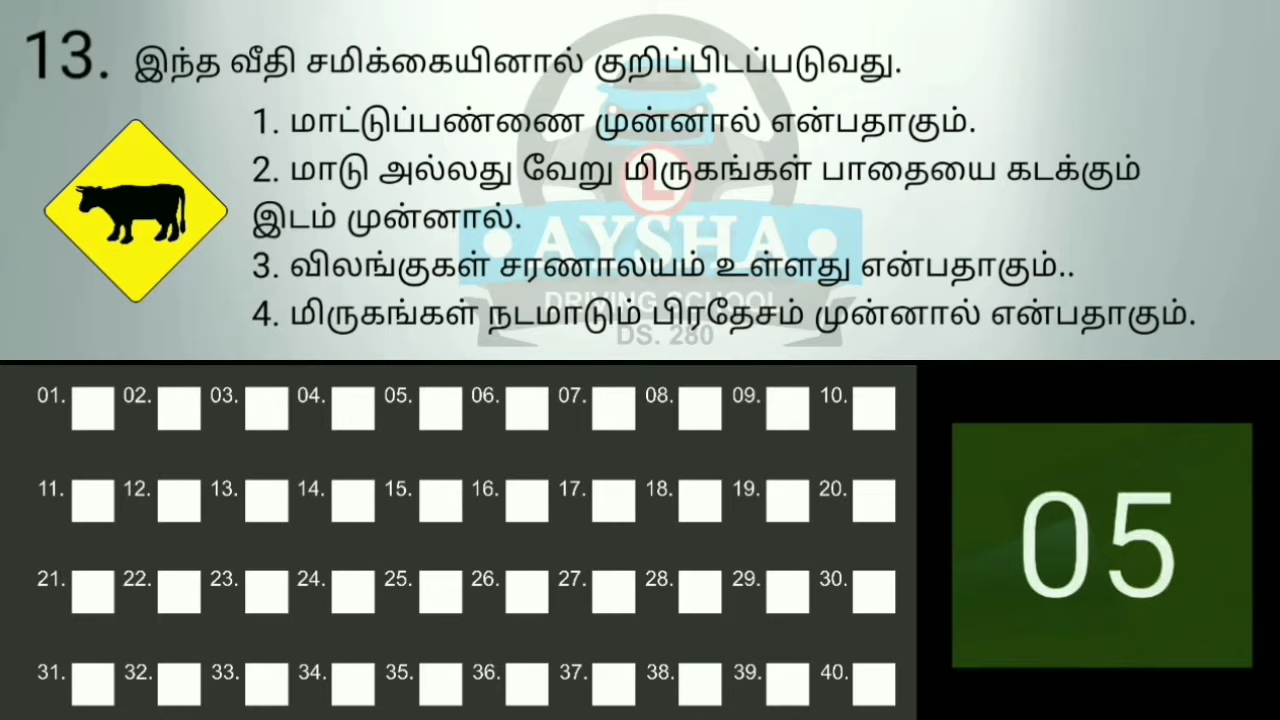 13. இந்த வீதி சமிக்கையினால் குறிப்பிடப்படுவது.
1. மாட்டுப்பண்ணை முன்னால் என்பதாகும்.
2. மாடு அல்லது வேறு மிருகங்கள் பாதையை கடக்கும்
இடம் முன்னால்.
3. விலங்குகள் சரணாலயம் உள்ளது என்பதாகும்..
4. மிருகங்கள் நடமாடும் பிரதேசம் முன்னால் என்பதாகும்.
L
AYSHA
DRIVING SCHOOL
DS. 280
01. 02. 03. 04. 05. 06. 07. 08. 09. 10.
11. 12. 13. 14. 15. 16. 17. 18. 19. 20.
21. 22. 23. 24. 25. 26. 27. 28. 29. 30.
31. 32. 33. 34. 35. 36. 37. 38. 39. 40.
05